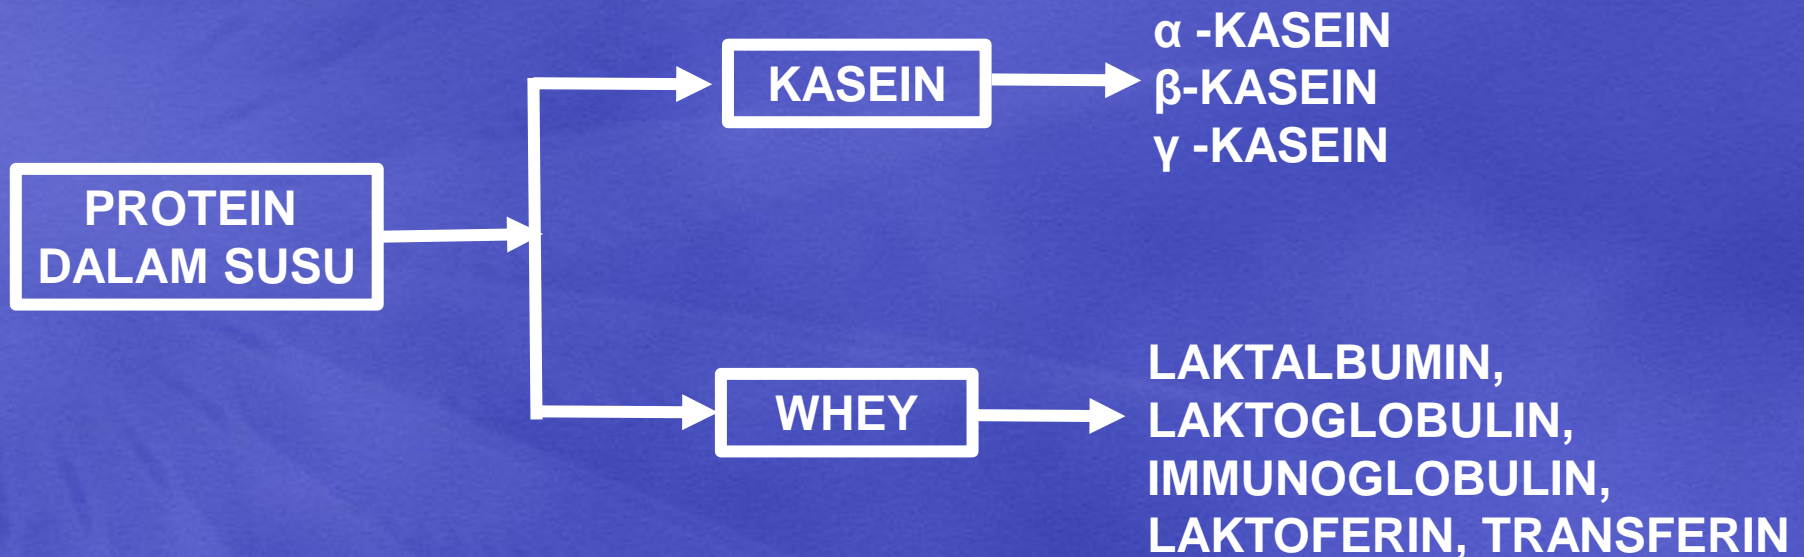 PROTEIN
DALAM SUSU
KASEIN
α -KASEIN
β-KASEIN
γ -KASEIN
WHEY
LAKTALBUMIN,
LAKTOGLOBULIN,
IMMUNOGLOBULIN,
LAKTOFERIN, TRANSFERIN